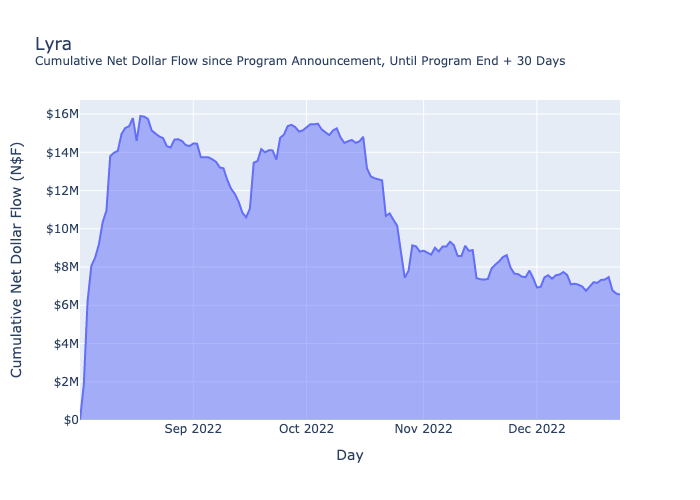 Lyra
Cumulative Net Dollar Flow since Program Announcement, Until Program End + 30 Days
Cumulative Net Dollar Flow (N$F)
$16M
$14M
$12M
$10M
$8M
$6M
$4M
$2M
$0
Sep 2022
Oct 2022
Nov 2022
Dec 2022
Day